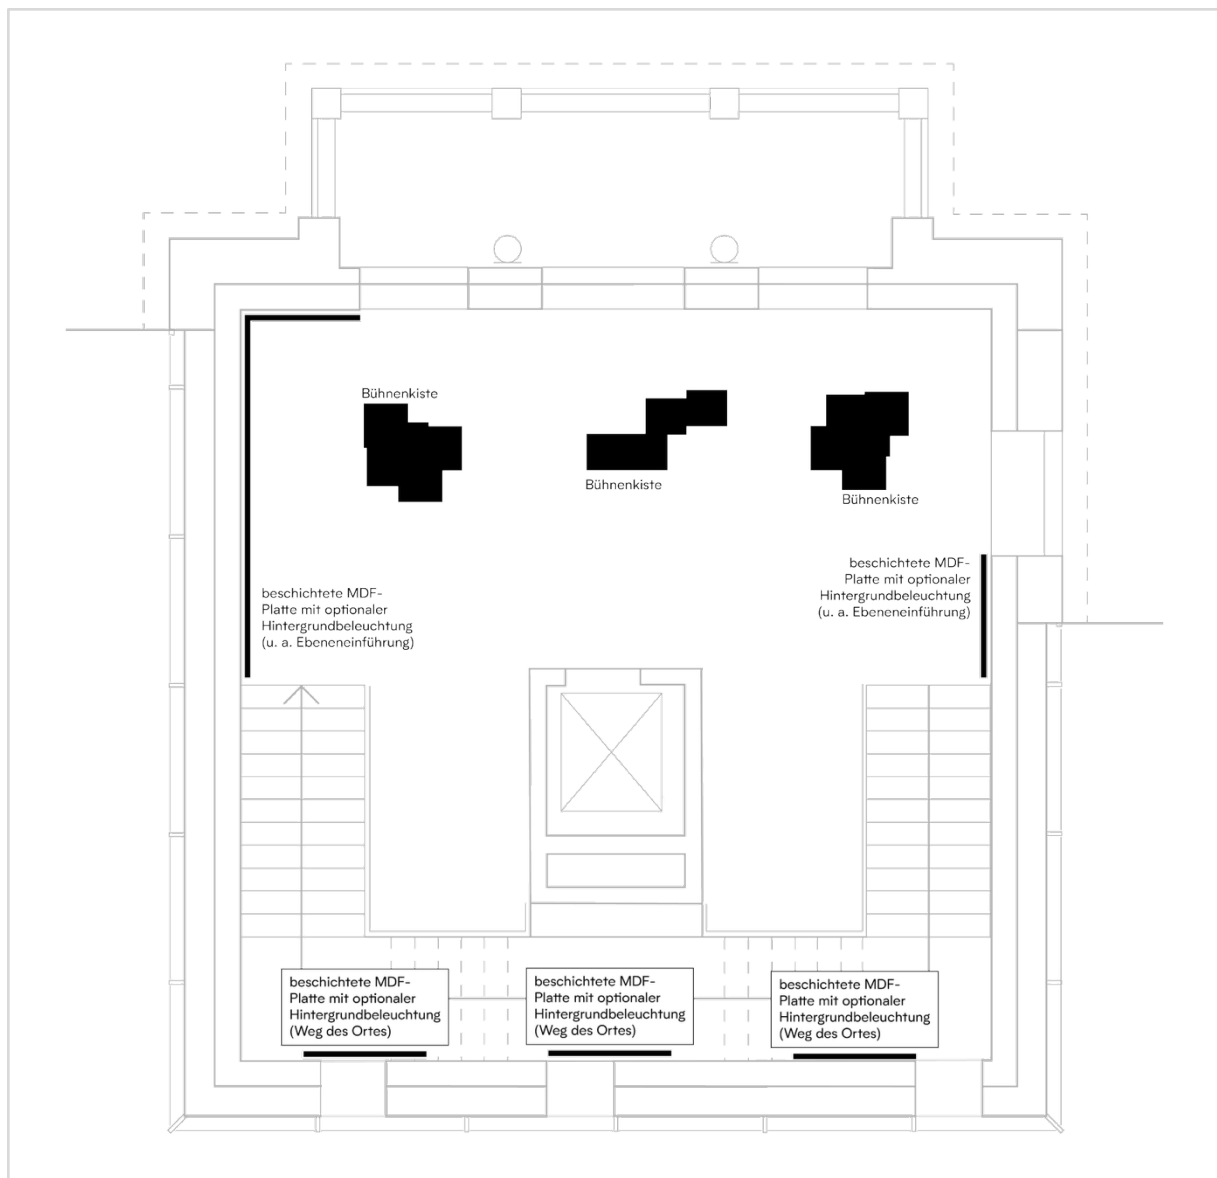 Bühnenkiste
Bühnenkiste
Bühnenkiste
beschichtete MDF-
Platte mit optionaler
Hintergrundbeleuchtung
(u. a. Ebeneneinführung)
beschichtete MDF-
Platte mit optionaler
Hintergrundbeleuchtung
(u. a. Ebeneneinführung)
beschichtete MDF-
Platte mit optionaler
Hintergrundbeleuchtung
(Weg des Ortes)
beschichtete MDF-
Platte mit optionaler
Hintergrundbeleuchtung
(Weg des Ortes)
beschichtete MDF-
Platte mit optionaler
Hintergrundbeleuchtung
(Weg des Ortes)